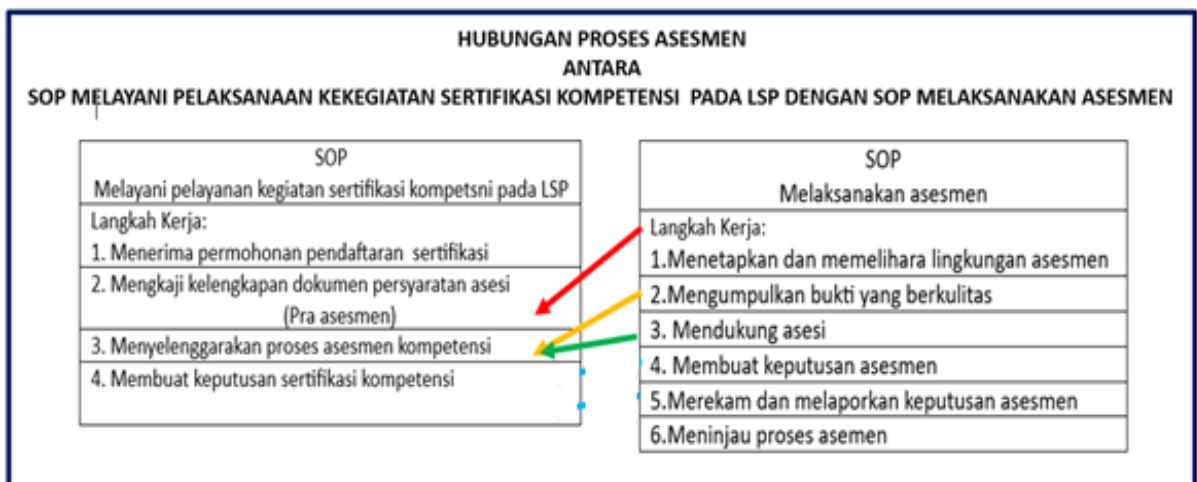 HUBUNGAN PROSES ASESMEN
ANTARA
SOP MELAYANI PELAKSANAAN KEKEGIATAN SERTIFIKASI KOMPETENSI PADA LSP DENGAN SOP MELAKSANAKAN ASESMEN
SOP
Melayani pelayanan kegiatan sertifikasi kompetsni pada LSP
Langkah Kerja:
1. Menerima permohonan pendaftaran sertifikasi
2. Mengkaji kelengkapan dokumen persyaratan asesi
(Pra asesmen)
3. Menyelenggarakan proses asesmen kompetensi
4. Membuat keputusan sertifikasi kompetensi
SOP
Melaksanakan asesmen
Langkah Kerja:
1.Menetapkan dan memelihara lingkungan asesmen
2.Mengumpulkan bukti yang berkulitas
3. Mendukung asesi
4. Membuat keputusan asesmen
5.Merekam dan melaporkan keputusan asesmen
6.Meninjau proses asemen